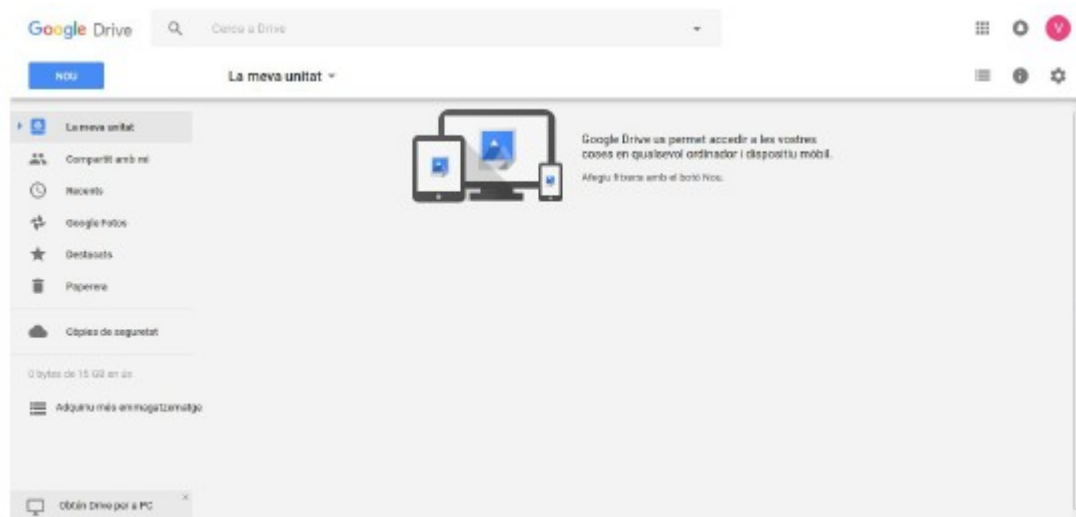 Google Drive
Cerca a Drive
V
NOU
La meva unitat
La meva unitat
Compartit amb mi
Recents
Google Fotos
Destacats
Paperera
Còpies de seguretat
0 bytes de 15 GB en ús
Adquiriu més emmagatzematge
Obtén Drive per a PC
Google Drive us permet accedir a les vostres
coses en qualsevol ordinador i dispositiu mòbil.
Afegiu fitxers amb el botó Nou.